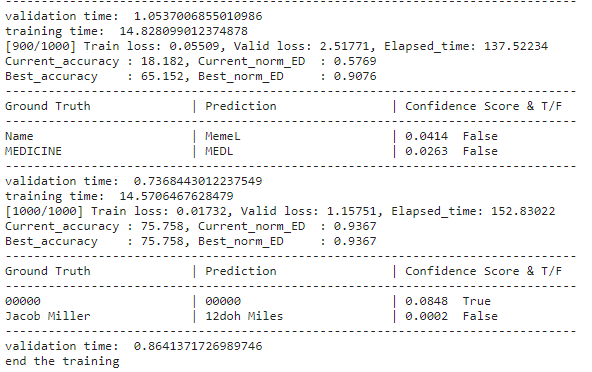 validation time:  1.0537006855010986
training time:  14.828099012374878
[900/1000] Train loss: 0.05509, Valid loss: 2.51771, Elapsed_time: 137.52234
Current_accuracy : 18.182, Current_norm_ED  : 0.5769
Best_accuracy    : 65.152, Best_norm_ED     : 0.9076
--------------------------------------------------------------------------------
Ground Truth              | Prediction                | Confidence Score & T/F
--------------------------------------------------------------------------------
Name                      | MemeL                     | 0.0414  False
MEDICINE                  | MEDL                      | 0.0263  False
--------------------------------------------------------------------------------
validation time:  0.7368443012237549
training time:  14.5706467628479
[1000/1000] Train loss: 0.01732, Valid loss: 1.15751, Elapsed_time: 152.83022
Current_accuracy : 75.758, Current_norm_ED  : 0.9367
Best_accuracy    : 75.758, Best_norm_ED     : 0.9367
--------------------------------------------------------------------------------
Ground Truth              | Prediction                | Confidence Score & T/F
--------------------------------------------------------------------------------
00000                     | 00000                     | 0.0848  True
Jacob Miller              | 12doh Miles               | 0.0002  False
--------------------------------------------------------------------------------
validation time:  0.8641371726989746
end the training